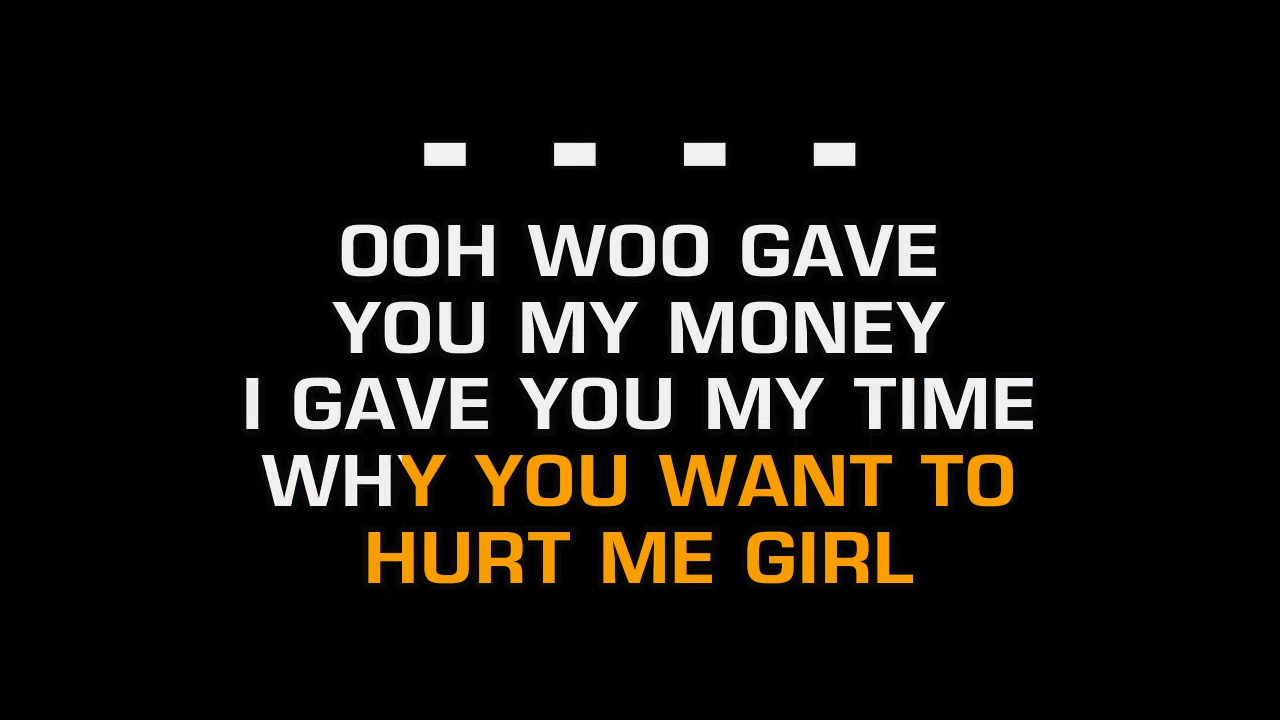 - - - -
OOH WOO GAVE
YOU MY MONEY
I GAVE YOU MY TIME
WHY YOU WANT TO
HURT ME GIRL